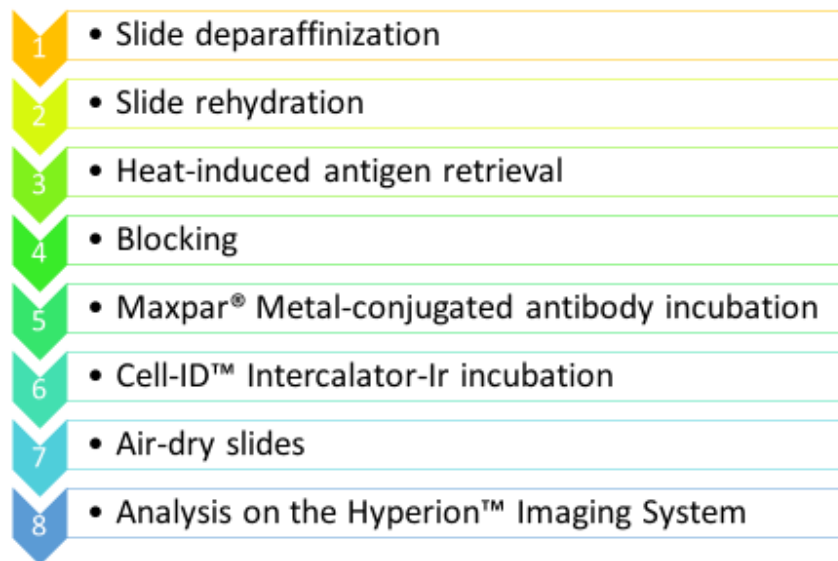 1 • Slide deparaffinization
2 • Slide rehydration
3 • Heat-induced antigen retrieval
4 • Blocking
5 • Maxpar® Metal-conjugated antibody incubation
6 • Cell-ID™ Intercalator-Ir incubation
7 • Air-dry slides
8 • Analysis on the Hyperion™ Imaging System